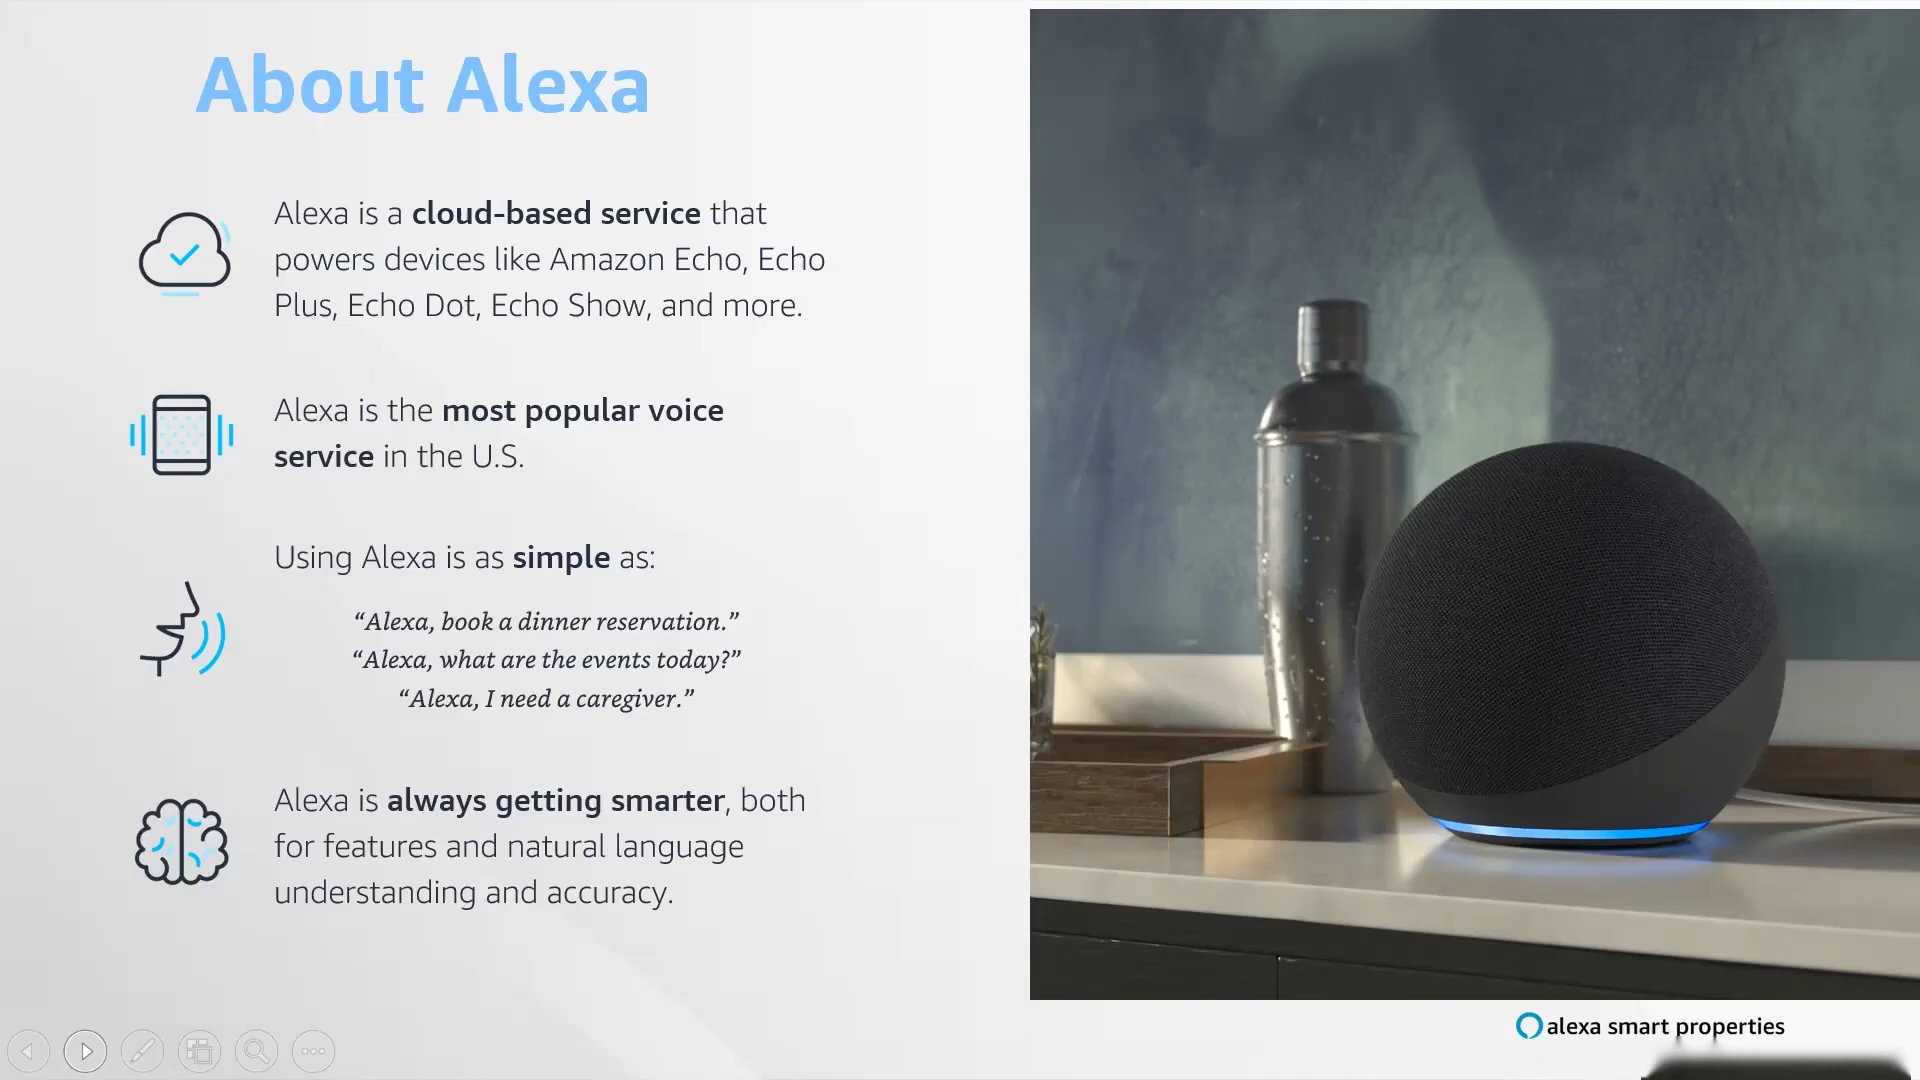 About Alexa
Alexa is a cloud-based service that
powers devices like Amazon Echo, Echo
Plus, Echo Dot, Echo Show, and more.
Alexa is the most popular voice
service in the U.S.
Using Alexa is as simple as:
“Alexa, book a dinner reservation.”
“Alexa, what are the events today?”
“Alexa, I need a caregiver.”
Alexa is always getting smarter, both
for features and natural language
understanding and accuracy.
alexa smart properties